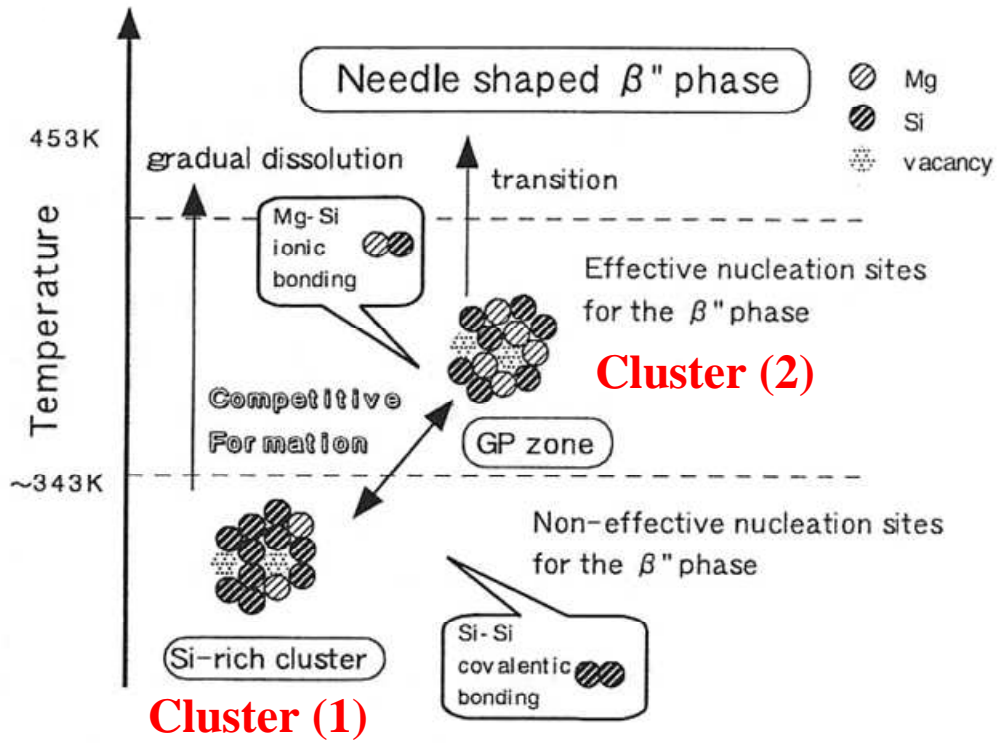 Needle shaped β" phase
Mg
Si
vacancy
453K
gradual dissolution
transition
Mg-Si
ionic
bonding
Effective nucleation sites
for the β" phase
Cluster (2)
Temperature
Competitive
Formation
GP zone
~343K
Non-effective nucleation sites
for the β" phase
Si-Si
covalentic
bonding
Si-rich cluster
Cluster (1)